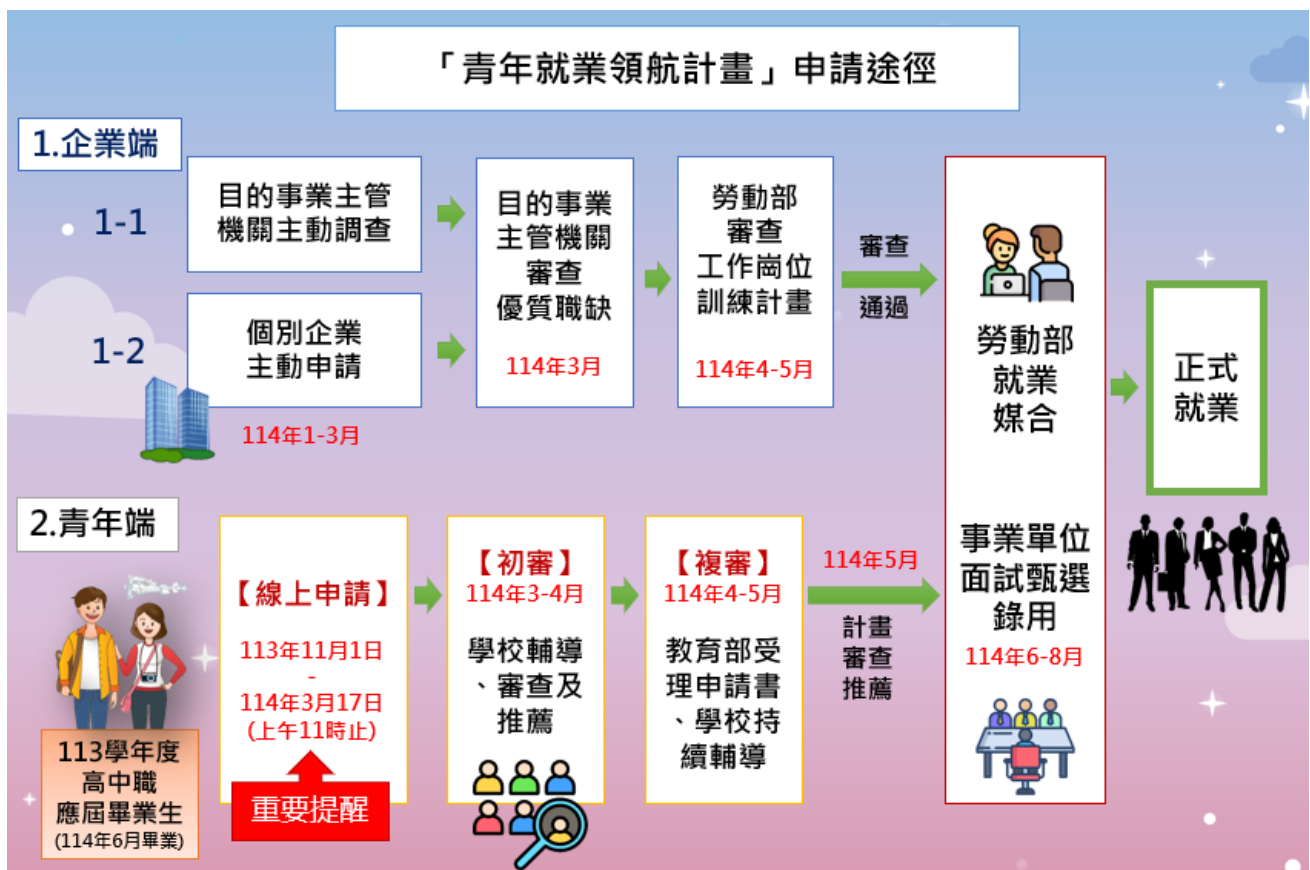 「青年就業領航計畫」申請途徑
1.企業端
1-1
目的事業主管
機關主動調查
1-2
個別企業
主動申請
114年1-3月
目的事業
主管機關
審查
優質職缺
114年3月
勞動部
審查
工作崗位
訓練計畫
114年4-5月
審查
通過
勞動部
就業
媒合
事業單位
面試甄選
錄用
114年6-8月
正式
就業
2.青年端
113學年度
高中職
應屆畢業生
(114年6月畢業)
【線上申請】
113年11月1日
-
114年3月17日
(上午11時止)
重要提醒
【初審】
114年3-4月
學校輔導
、審查及
推薦
【複審】
114年4-5月
教育部受
理申請書
、學校持
續輔導
114年5月
計畫
審查
推薦